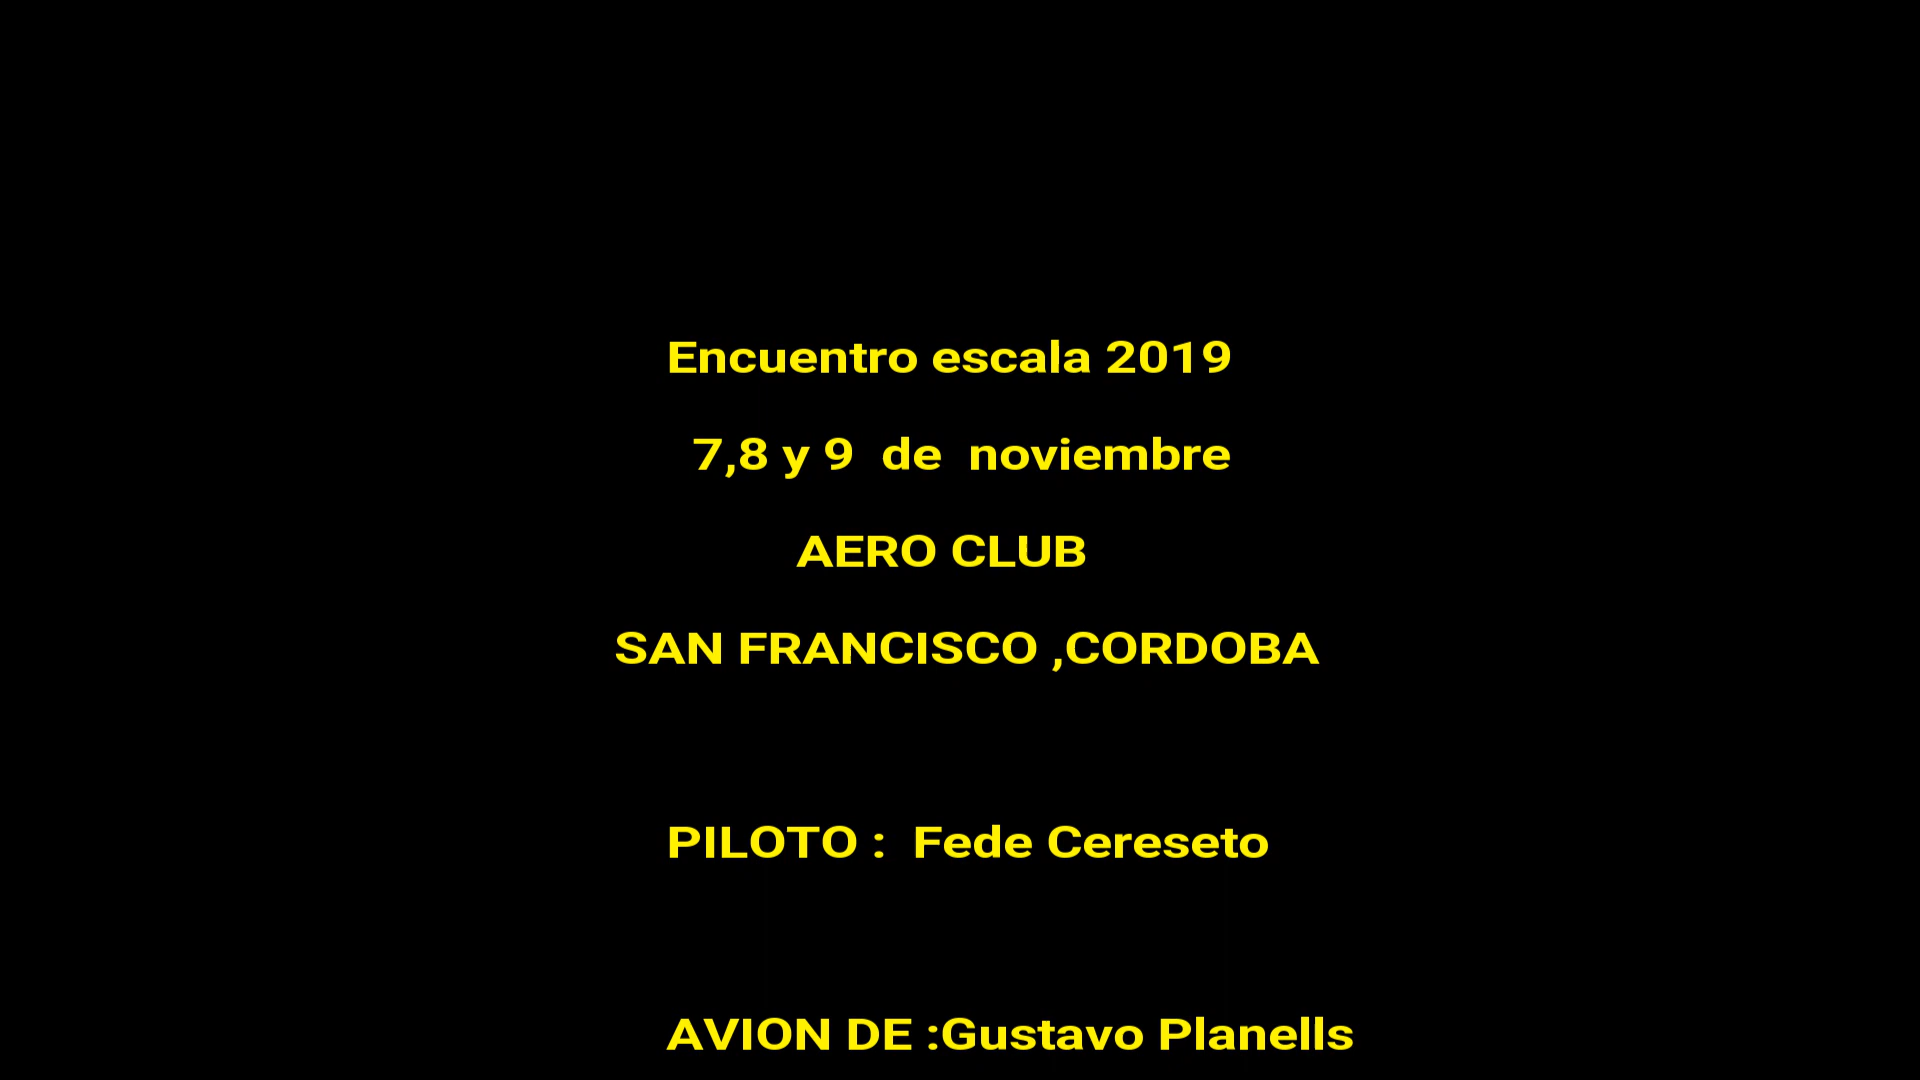 Encuentro escala 2019
7,8 y 9 de noviembre
AERO CLUB
SAN FRANCISCO ,CORDOBA
PILOTO : Fede Cereseto
AVION DE :Gustavo Planells